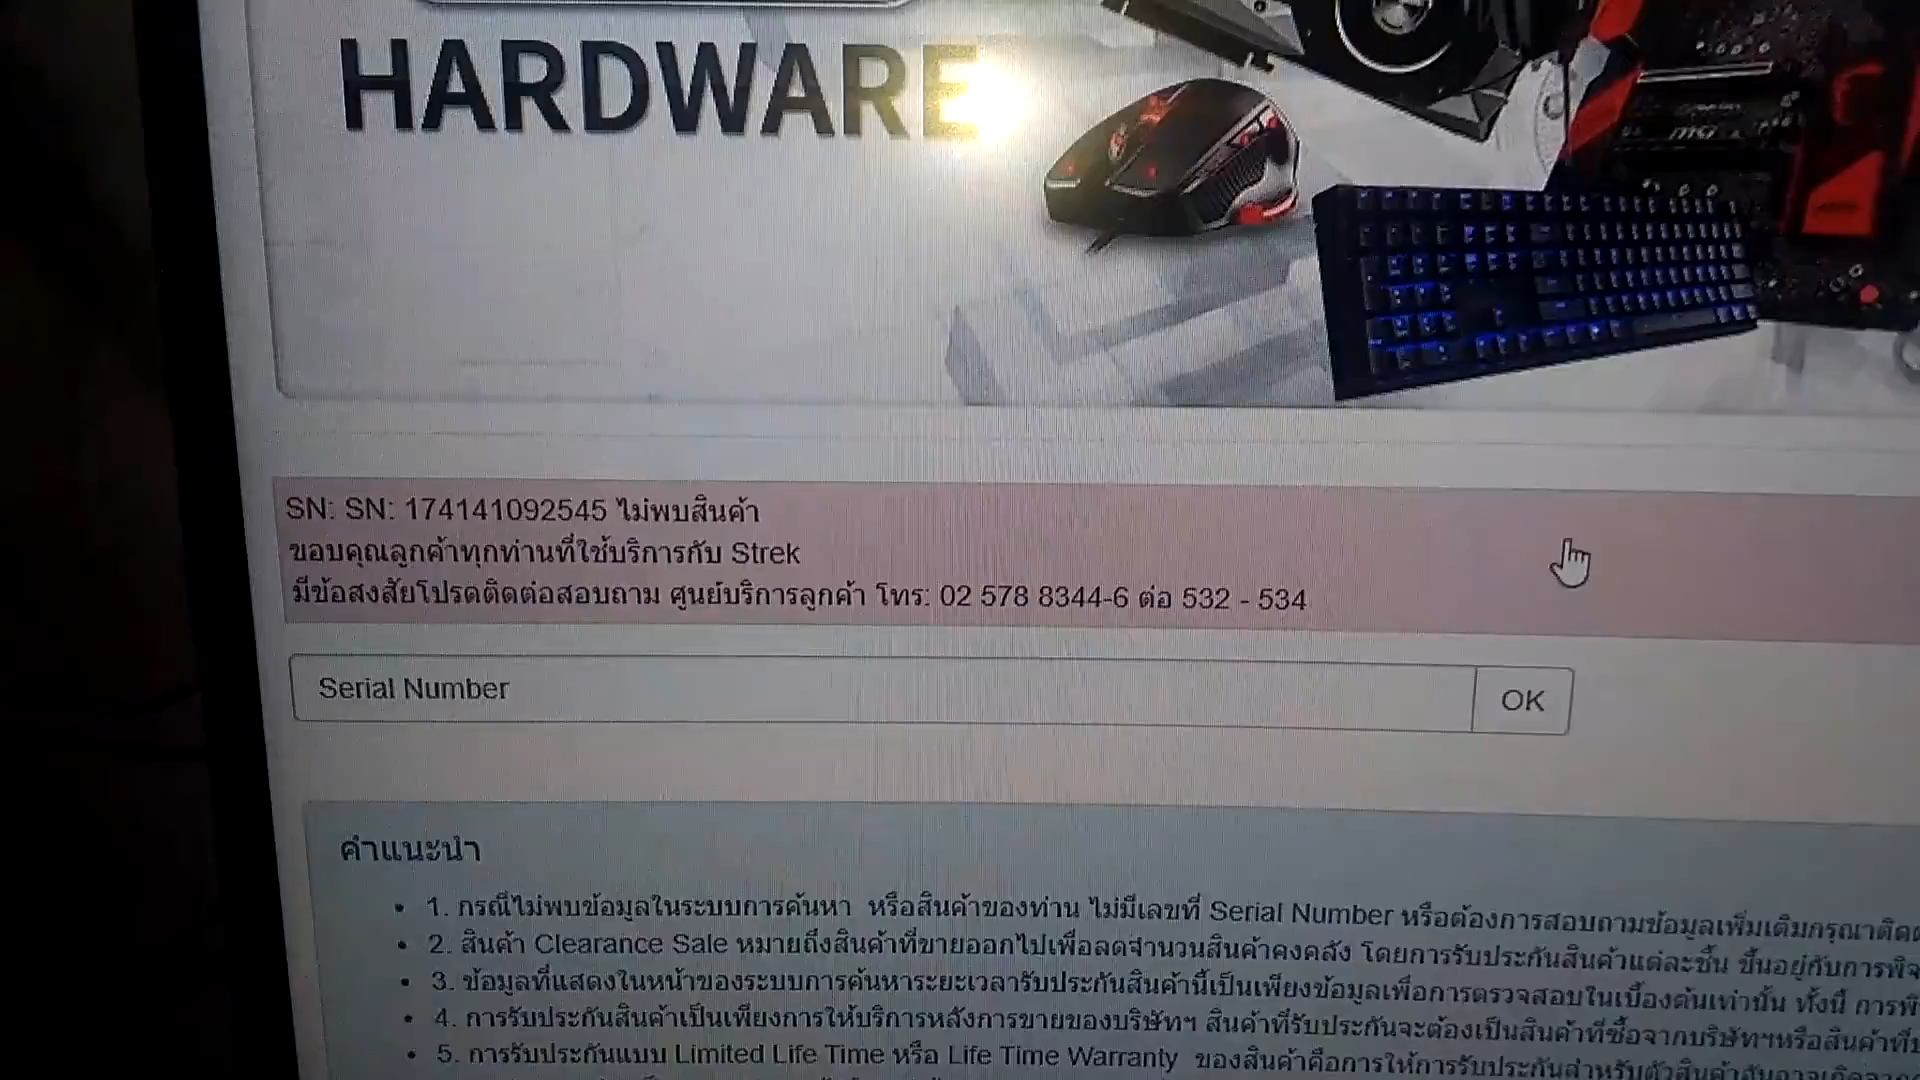 HARDWARE
SN: SN: 174141092545 ไม่พบสินค้า
ขอบคุณลูกค้าทุกท่านที่ใช้บริการกับ Strek
มีข้อสงสัยโปรดติดต่อสอบถาม ศูนย์บริการลูกค้า โทร: 02 578 8344-6 ต่อ 532 - 534
Serial Number
OK
คำแนะนำ
1. กรณีไม่พบข้อมูลในระบบการค้นหา หรือสินค้าของท่าน ไม่มีเลขที่ Serial Number หรือต้องการสอบถามข้อมูลเพิ่มเติมกรุณาติดต
2. สินค้า Clearance Sale หมายถึงสินค้าที่ขายออกไปเพื่อลดจำนวนสินค้าคงคลัง โดยการรับประกันสินค้าแต่ละชิ้น ขึ้นอยู่กับการพิจ
3. ข้อมูลที่แสดงในหน้าของระบบการค้นหาระยะเวลารับประกันสินค้านี้เป็นเพียงข้อมูลเพื่อการตรวจสอบในเบื้องต้นเท่านั้น ทั้งนี้ การพิ
4. การรับประกันสินค้าเป็นเพียงการให้บริการหลังการขายของบริษัทฯ สินค้าที่รับประกันจะต้องเป็นสินค้าที่ซื้อจากบริษัทฯหรือสินค้าที่
5. การรับประกันแบบ Limited Life Time หรือ Life Time Warranty ของสินค้าคือการให้การรับประกันสำหรับตัวสินค้า